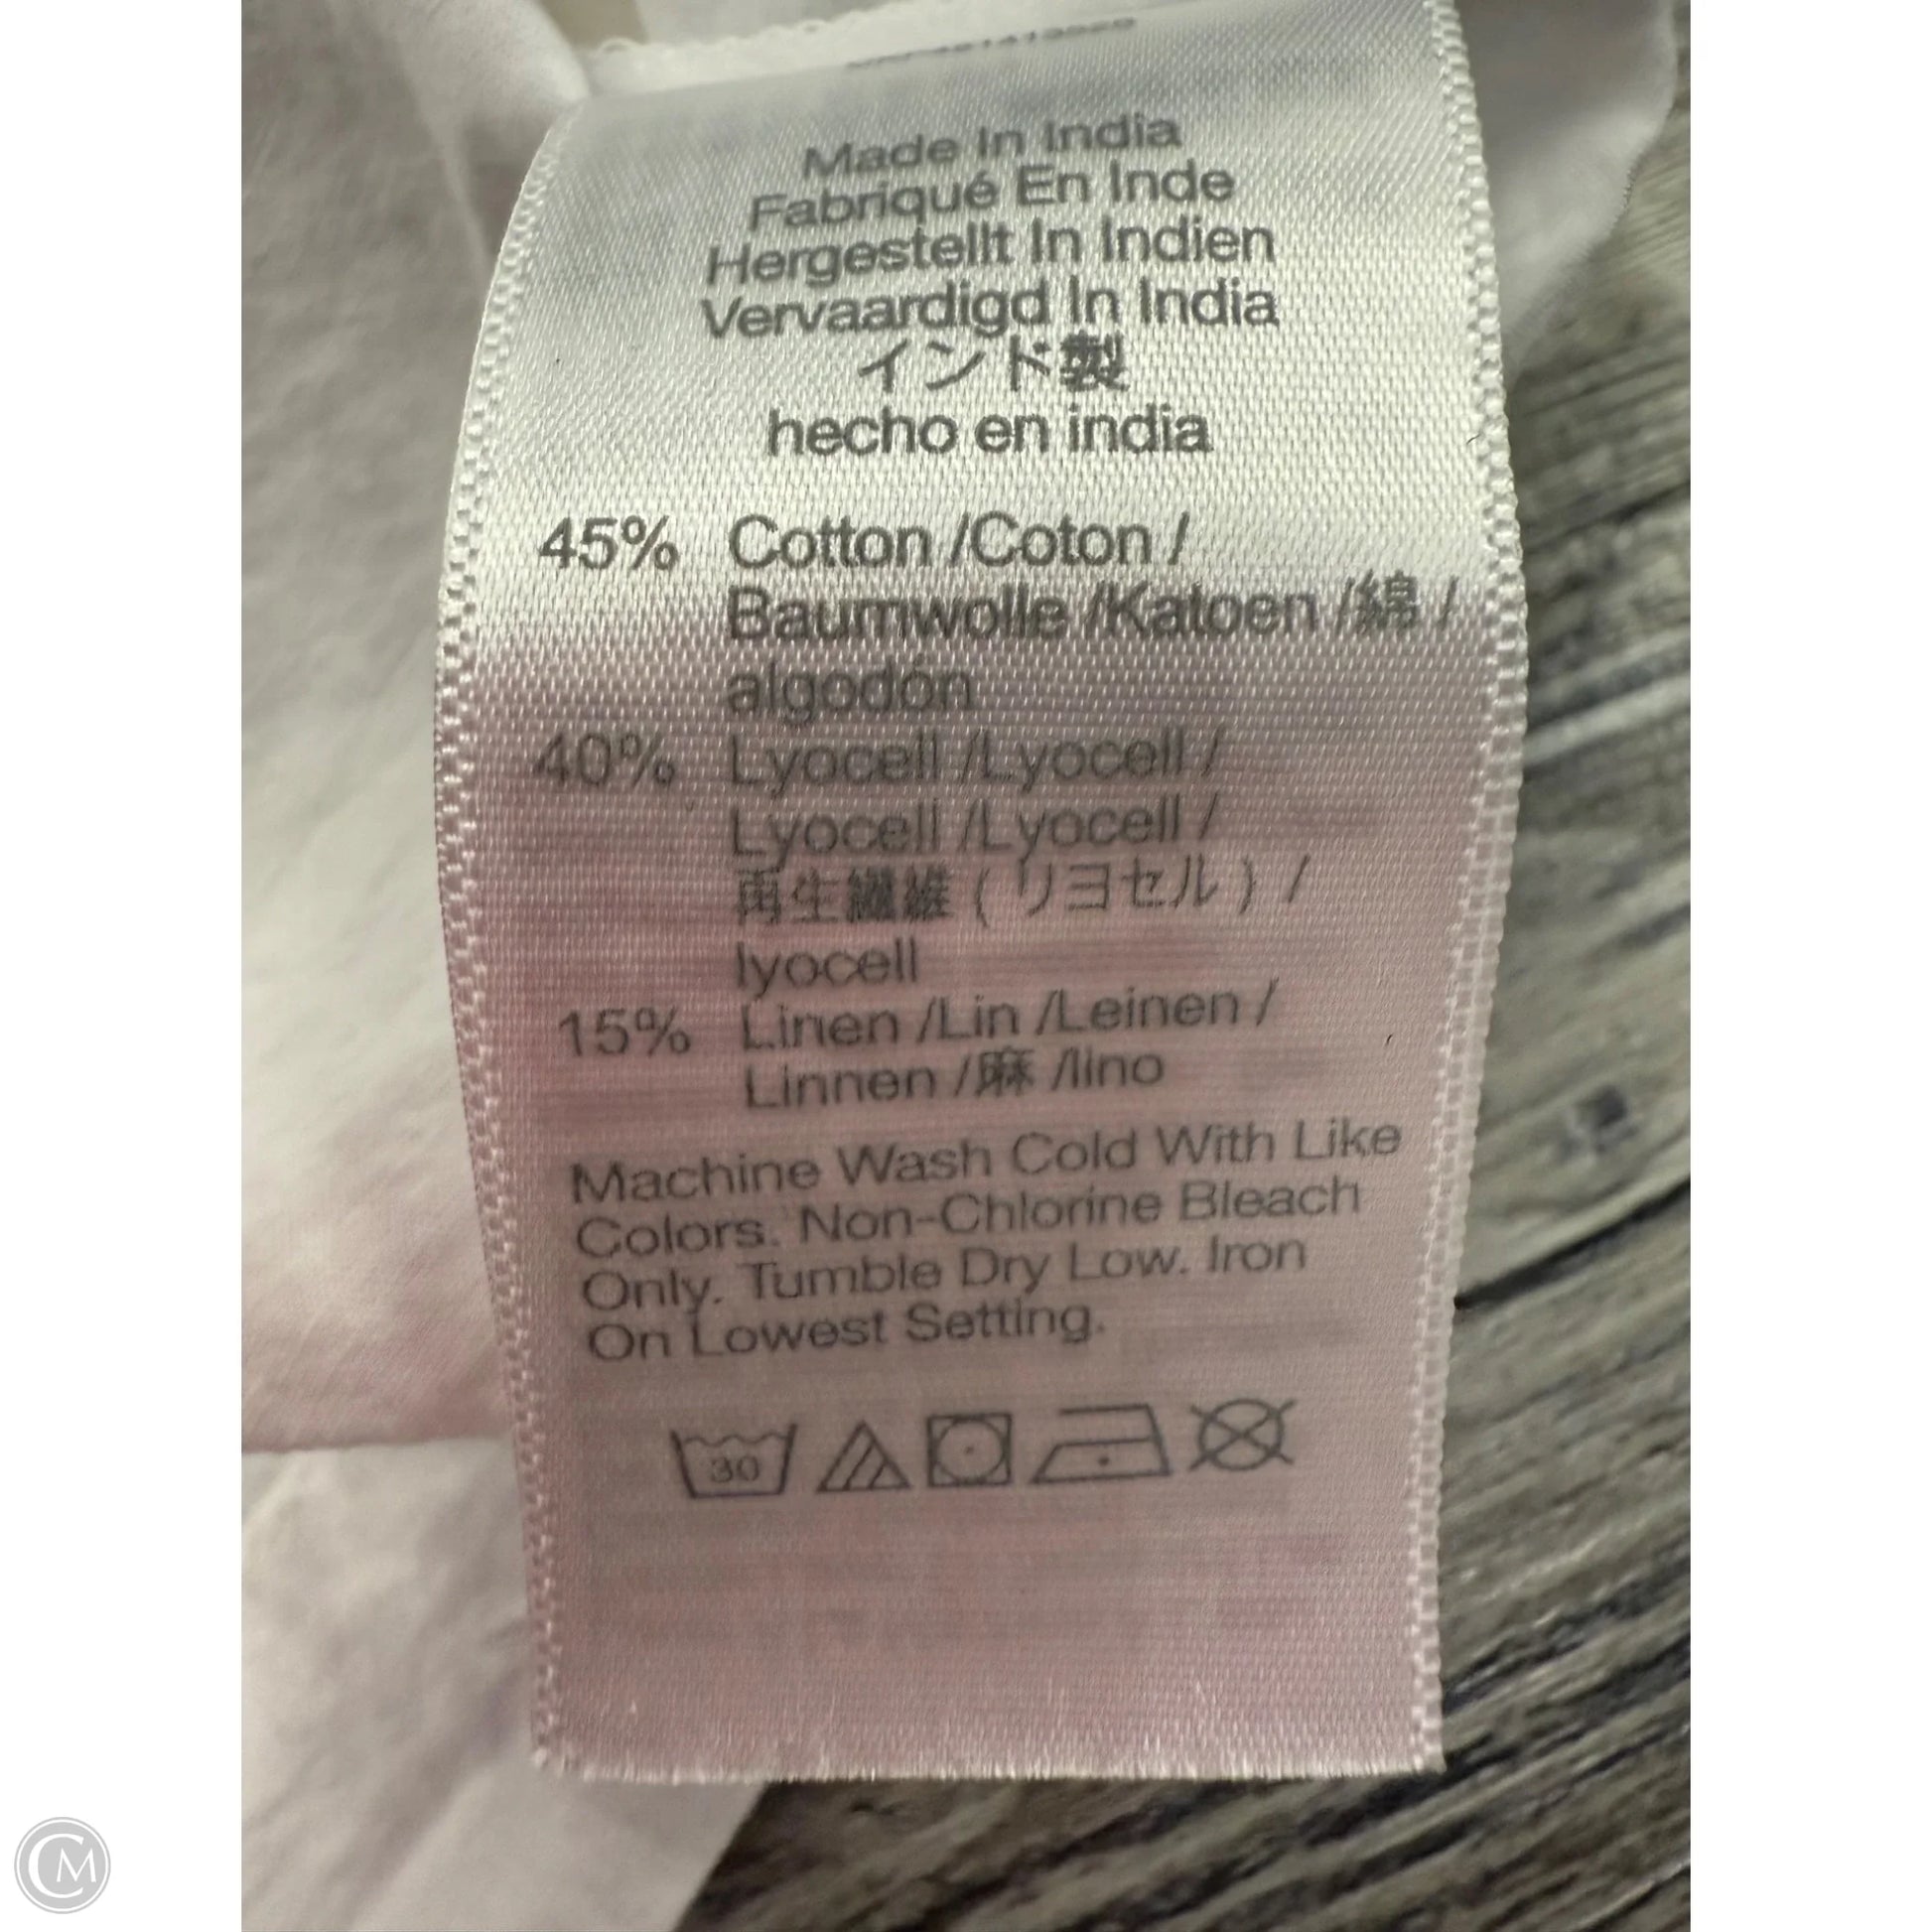 Made In India
Fabriqué En Inde
Hergestellt In Indien
Vervaardigd In India
インド製
hecho en india
45% Cotton /Coton /
Baumwolle /Katoen /綿 /
algodón
40% Lyocell /Lyocell /
Lyocell /Lyocell /
再生繊維 ( リヨセル ) /
lyocell
15% Linen /Lin /Leinen /
Linnen /麻 /lino
Machine Wash Cold With Like
Colors. Non-Chlorine Bleach
Only. Tumble Dry Low. Iron
On Lowest Setting.
30
CM